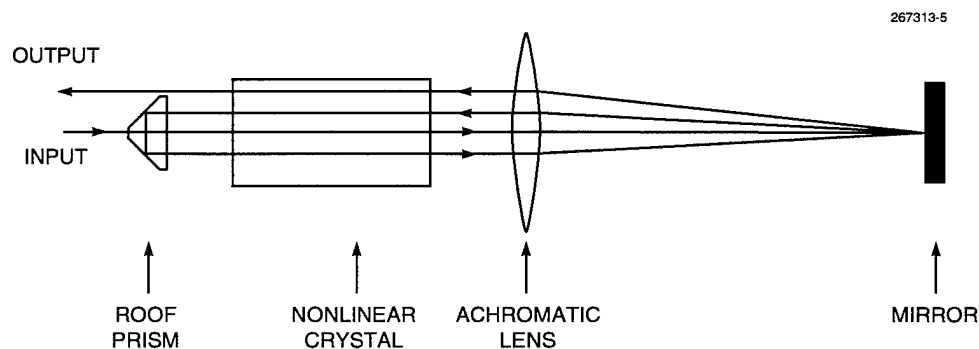 267313-5
OUTPUT
INPUT
ROOF
PRISM
NONLINEAR
CRYSTAL
ACHROMATIC
LENS
MIRROR